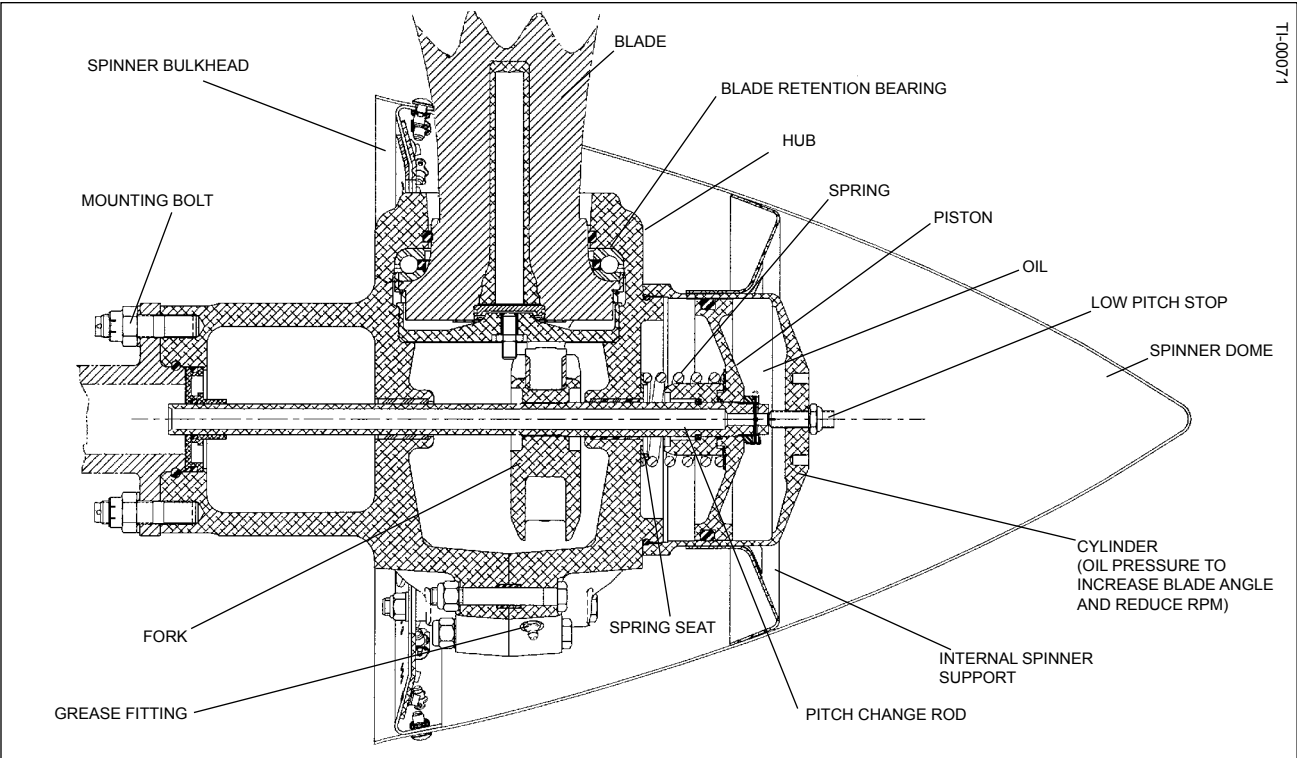 TI-00071
BLADE
SPINNER BULKHEAD
BLADE RETENTION BEARING
HUB
SPRING
MOUNTING BOLT
PISTON
OIL
LOW PITCH STOP
SPINNER DOME
CYLINDER
(OIL PRESSURE TO
INCREASE BLADE ANGLE
AND REDUCE RPM)
FORK
SPRING SEAT
INTERNAL SPINNER
SUPPORT
GREASE FITTING
PITCH CHANGE ROD